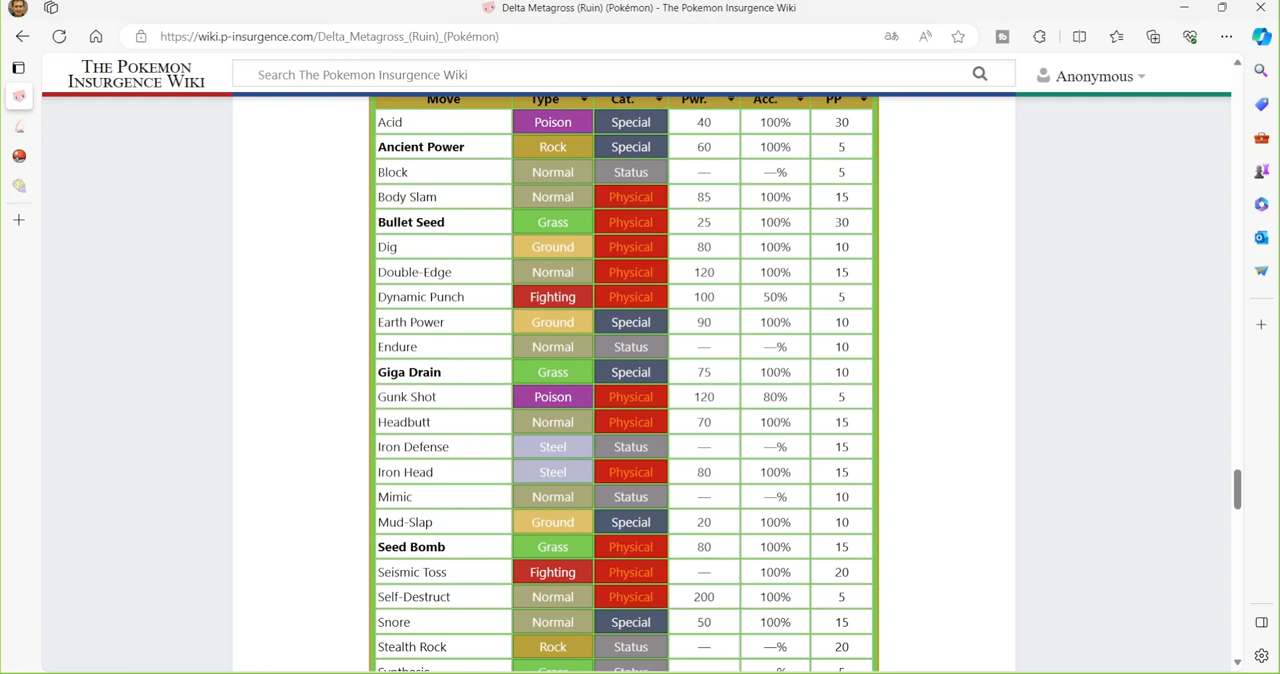 Delta Metagross (Ruin) (Pokémon) - The Pokemon Insurgence Wiki
https://wiki.p-insurgence.com/Delta_Metagross_(Ruin)_(Pokémon)
THE POKEMON
INSURGENCE WIKI
Search The Pokemon Insurgence Wiki
Anonymous
Move Type Cat. Pwr. Acc. PP
Acid Poison Special 40 100% 30
Ancient Power Rock Special 60 100% 5
Block Normal Status — —% 5
Body Slam Normal Physical 85 100% 15
Bullet Seed Grass Physical 25 100% 30
Dig Ground Physical 80 100% 10
Double-Edge Normal Physical 120 100% 15
Dynamic Punch Fighting Physical 100 50% 5
Earth Power Ground Special 90 100% 10
Endure Normal Status — —% 10
Giga Drain Grass Special 75 100% 10
Gunk Shot Poison Physical 120 80% 5
Headbutt Normal Physical 70 100% 15
Iron Defense Steel Status — —% 15
Iron Head Steel Physical 80 100% 15
Mimic Normal Status — —% 10
Mud-Slap Ground Special 20 100% 10
Seed Bomb Grass Physical 80 100% 15
Seismic Toss Fighting Physical — 100% 20
Self-Destruct Normal Physical 200 100% 5
Snore Normal Special 50 100% 15
Stealth Rock Rock Status — —% 20
Synthesis Grass Status — —% 5